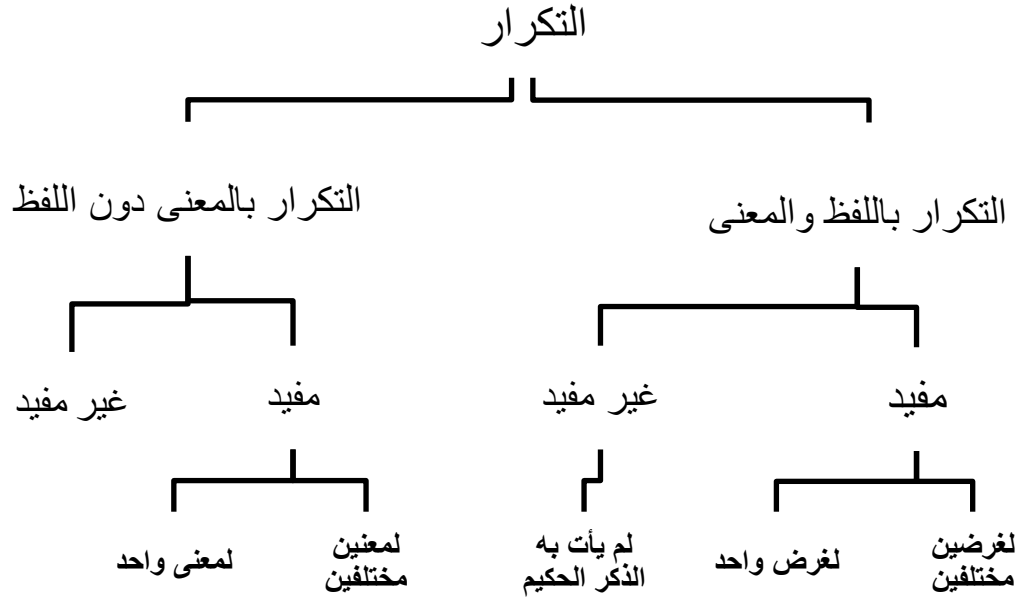 التكرار
التكرار باللفظ والمعنى
التكرار بالمعنى دون اللفظ
مفيد
غير مفيد
مفيد
غير مفيد
لغرضين
مختلفين
لغرض واحد
لم يأت به
الذكر الحكيم
لمعنين
مختلفين
لمعنى واحد